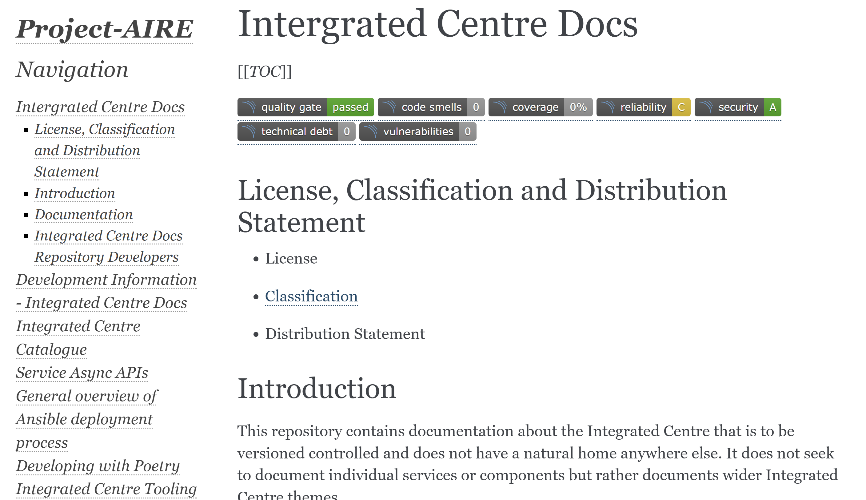 Project-AIRE
Navigation
Intergrated Centre Docs
License, Classification
and Distribution
Statement
Introduction
Documentation
Integrated Centre Docs
Repository Developers
Development Information
- Integrated Centre Docs
Integrated Centre
Catalogue
Service Async APIs
General overview of
Ansible deployment
process
Developing with Poetry
Integrated Centre Tooling
Intergrated Centre Docs
[[TOC]]
quality gate passed code smells 0 coverage 0% reliability C security A
technical debt 0 vulnerabilities 0
License, Classification and Distribution
Statement
License
Classification
Distribution Statement
Introduction
This repository contains documentation about the Integrated Centre that is to be
versioned controlled and does not have a natural home anywhere else. It does not seek
to document individual services or components but rather documents wider Integrated
Centre themes.